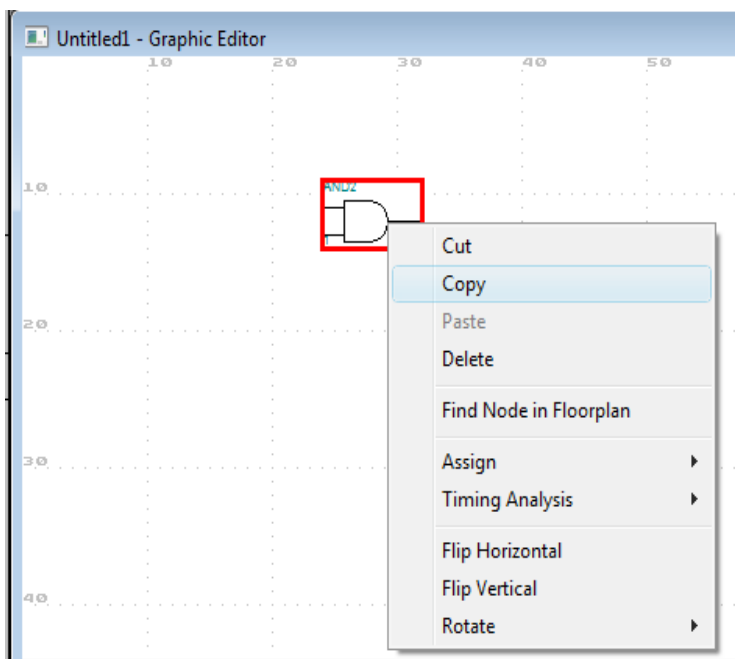 Untitled1 - Graphic Editor
10 20 30 40 50
10
AND2
1
Cut
Copy
Paste
20
Delete
Find Node in Floorplan
30
Assign
Timing Analysis
Flip Horizontal
Flip Vertical
40
Rotate